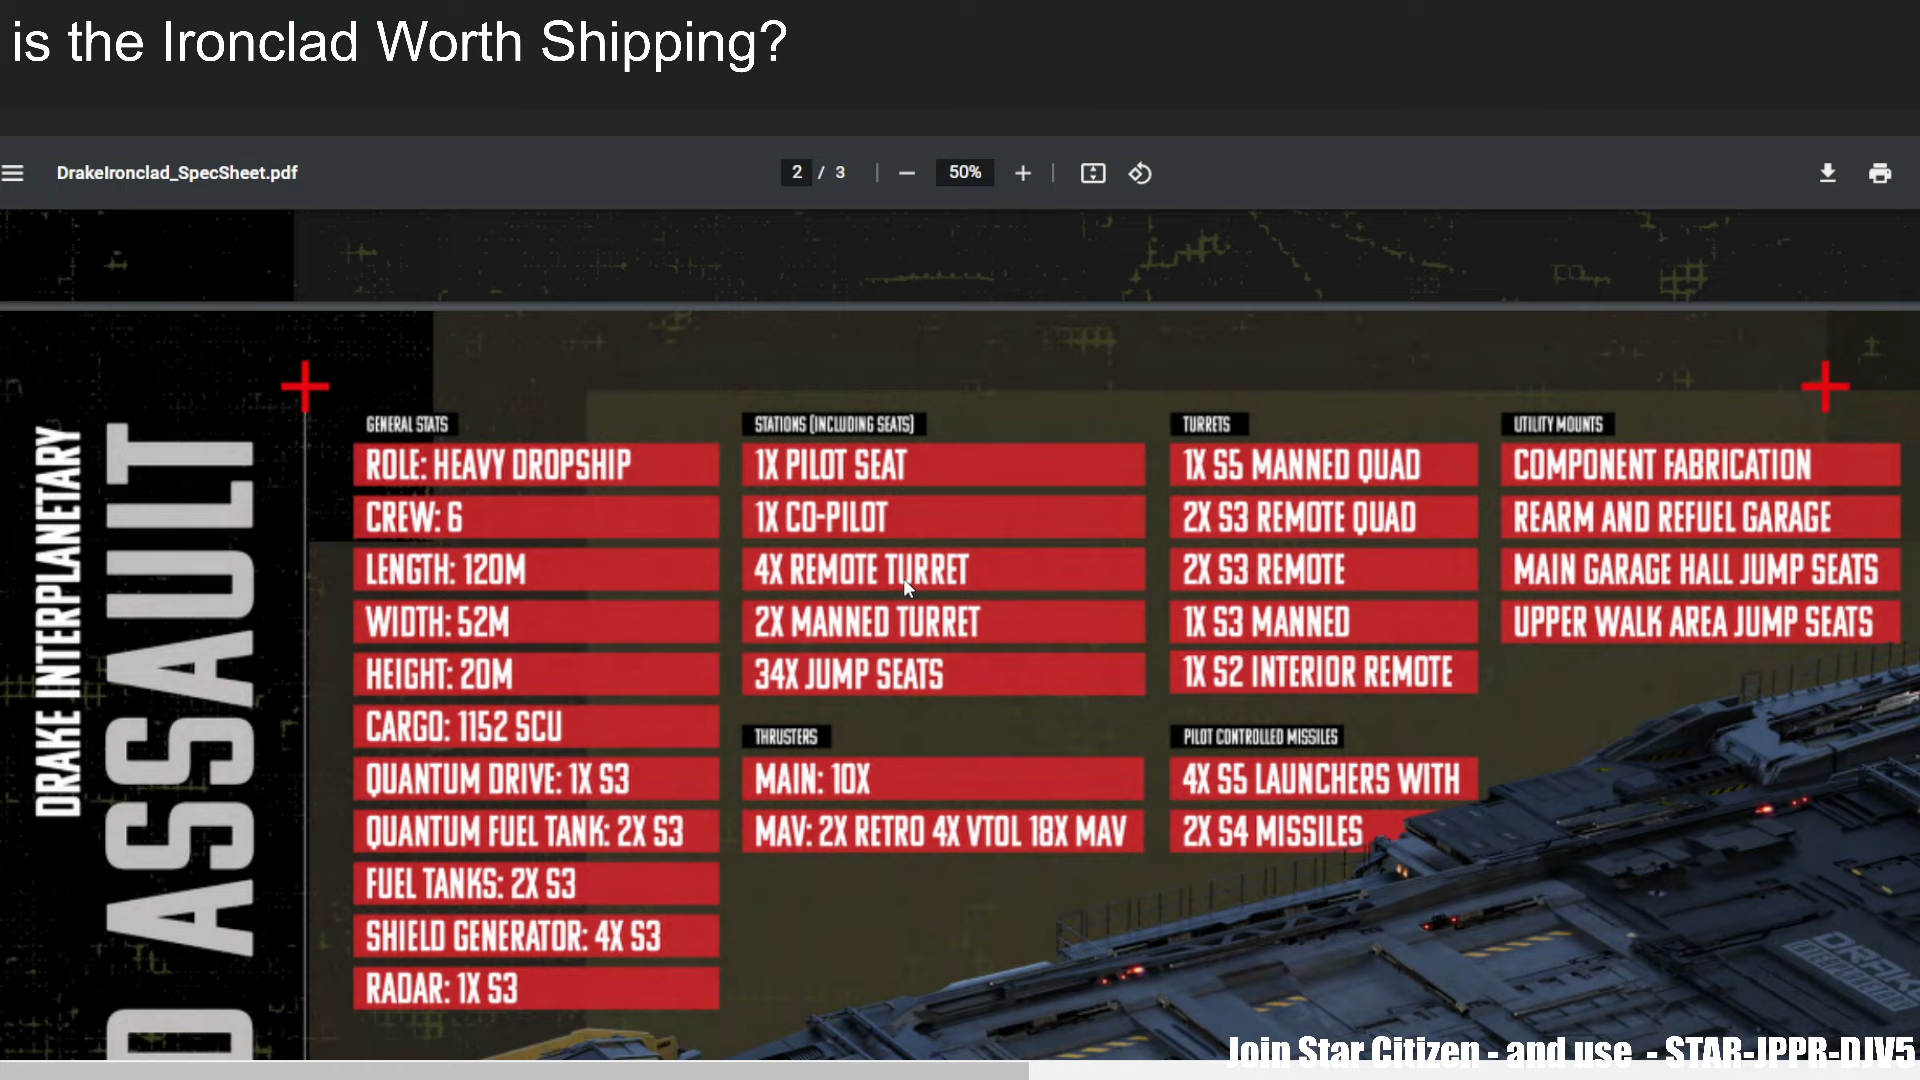 is the Ironclad Worth Shipping?
DrakeIronclad_SpecSheet.pdf
2 / 3
50%
DRAKE INTERPLANETARY
D ASSAULT
GENERAL STATS
ROLE: HEAVY DROPSHIP
CREW: 6
LENGTH: 120M
WIDTH: 52M
HEIGHT: 20M
CARGO: 1152 SCU
QUANTUM DRIVE: 1X S3
QUANTUM FUEL TANK: 2X S3
FUEL TANKS: 2X S3
SHIELD GENERATOR: 4X S3
RADAR: 1X S3
STATIONS (INCLUDING SEATS)
1X PILOT SEAT
1X CO-PILOT
4X REMOTE TURRET
2X MANNED TURRET
34X JUMP SEATS
THRUSTERS
MAIN: 10X
MAV: 2X RETRO 4X VTOL 18X MAV
TURRETS
1X S5 MANNED QUAD
2X S3 REMOTE QUAD
2X S3 REMOTE
1X S3 MANNED
1X S2 INTERIOR REMOTE
PILOT CONTROLLED MISSILES
4X S5 LAUNCHERS WITH
2X S4 MISSILES
UTILITY MOUNTS
COMPONENT FABRICATION
REARM AND REFUEL GARAGE
MAIN GARAGE HALL JUMP SEATS
UPPER WALK AREA JUMP SEATS
DRAKE
Join Star Citizen - and use - STAR-JPPR-DJV5